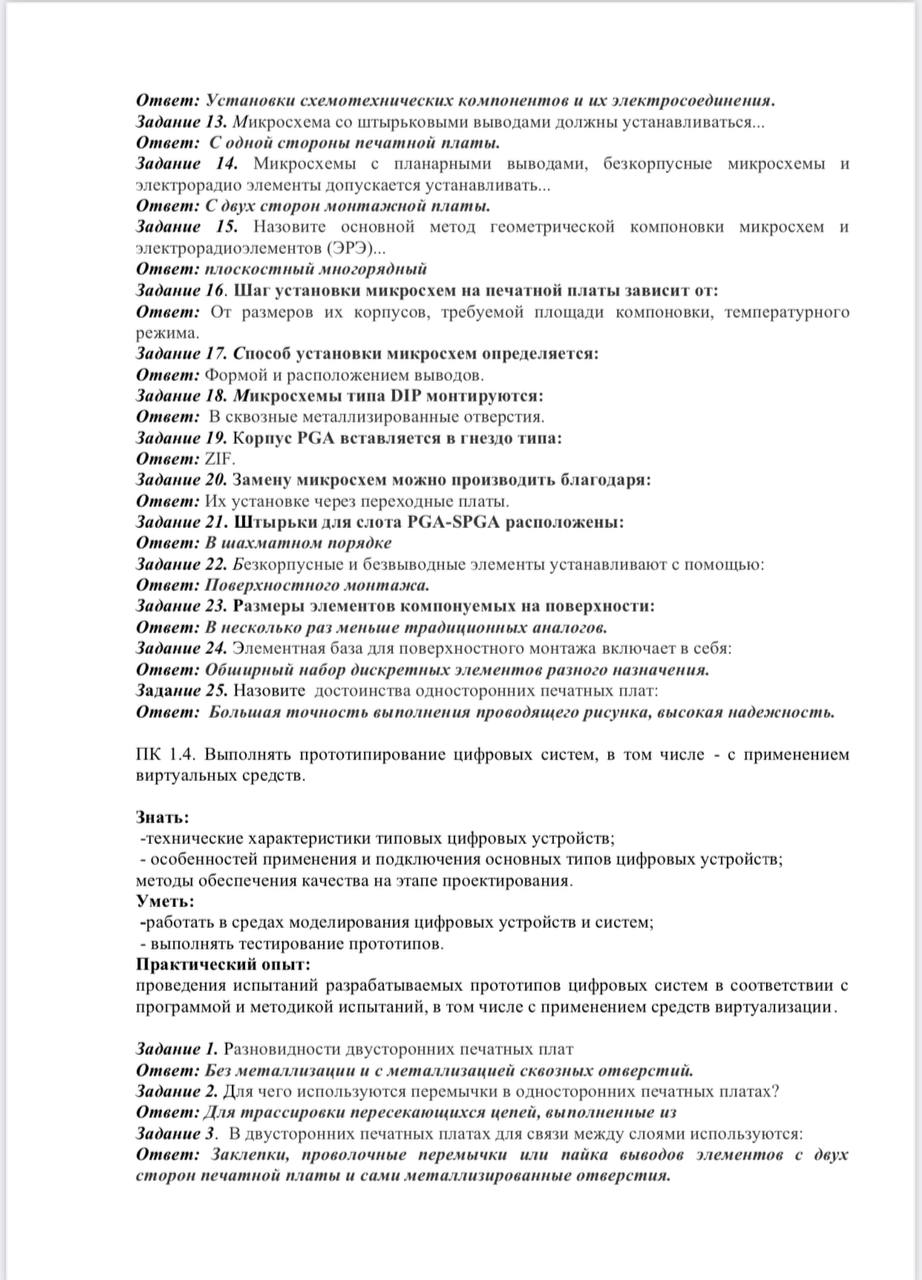 Ответ: Установки схемотехнических компонентов и их электросоединения.
Задание 13. Микросхема со штырьковыми выводами должны устанавливаться...
Ответ: С одной стороны печатной платы.
Задание 14. Микросхемы с планарными выводами, безкорпусные микросхемы и
электрорадио элементы допускается устанавливать...
Ответ: С двух сторон монтажной платы.
Задание 15. Назовите основной метод геометрической компоновки микросхем и
электрорадиоэлементов (ЭРЭ)...
Ответ: плоскостный многорядный
Задание 16. Шаг установки микросхем на печатной платы зависит от:
Ответ: От размеров их корпусов, требуемой площади компоновки, температурного
режима.
Задание 17. Способ установки микросхем определяется:
Ответ: Формой и расположением выводов.
Задание 18. Микросхемы типа DIP монтируются:
Ответ: В сквозные металлизированные отверстия.
Задание 19. Корпус PGA вставляется в гнездо типа:
Ответ: ZIF.
Задание 20. Замену микросхем можно производить благодаря:
Ответ: Их установке через переходные платы.
Задание 21. Штырьки для слота PGA-SPGA расположены:
Ответ: В шахматном порядке
Задание 22. Безкорпусные и безвыводные элементы устанавливают с помощью:
Ответ: Поверхностного монтажа.
Задание 23. Размеры элементов компонуемых на поверхности:
Ответ: В несколько раз меньше традиционных аналогов.
Задание 24. Элементная база для поверхностного монтажа включает в себя:
Ответ: Обширный набор дискретных элементов разного назначения.
Задание 25. Назовите достоинства односторонних печатных плат:
Ответ: Большая точность выполнения проводящего рисунка, высокая надежность.
ПК 1.4. Выполнять прототипирование цифровых систем, в том числе - с применением
виртуальных средств.
Знать:
-технические характеристики типовых цифровых устройств;
- особенностей применения и подключения основных типов цифровых устройств;
методы обеспечения качества на этапе проектирования.
Уметь:
-работать в средах моделирования цифровых устройств и систем;
- выполнять тестирование прототипов.
Практический опыт:
проведения испытаний разрабатываемых прототипов цифровых систем в соответствии с
программой и методикой испытаний, в том числе с применением средств виртуализации.
Задание 1. Разновидности двусторонних печатных плат
Ответ: Без металлизации и с металлизацией сквозных отверстий.
Задание 2. Для чего используются перемычки в односторонних печатных платах?
Ответ: Для трассировки пересекающихся цепей, выполненные из
Задание 3. В двусторонних печатных платах для связи между слоями используются:
Ответ: Заклепки, проволочные перемычки или пайка выводов элементов с двух
сторон печатной платы и сами металлизированные отверстия.